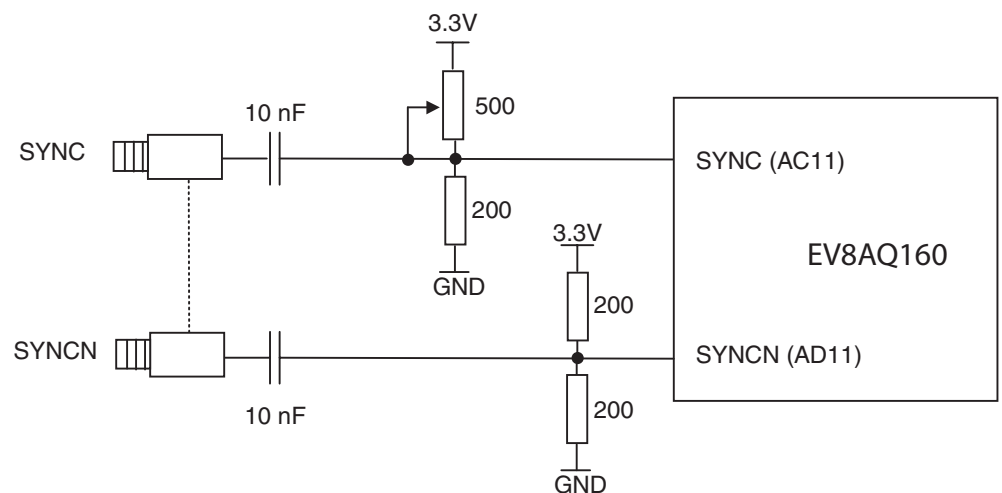 3.3V
10 nF
500
SYNC
SYNC (AC11)
200
3.3V
EV8AQ160
GND
200
SYNCN
SYNCN (AD11)
10 nF
200
GND